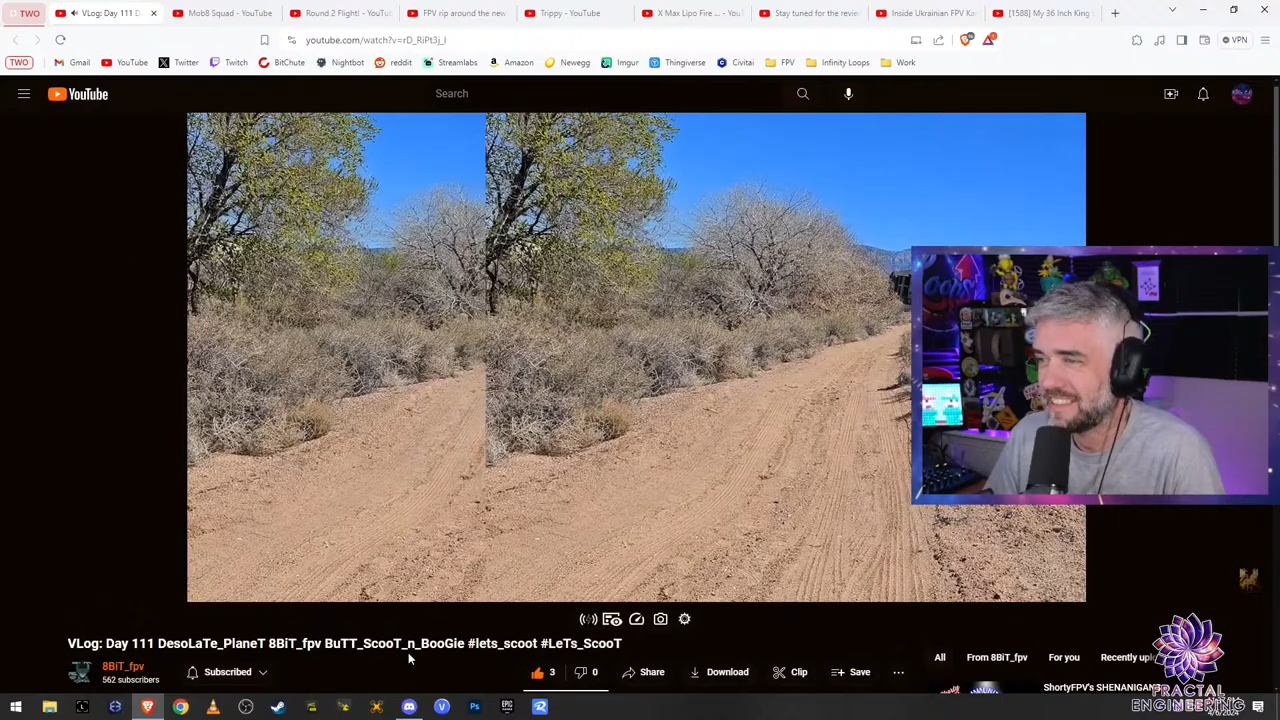 VLog: Day 111 D
Mob8 Squad - YouTube
Round 2 Flight! - YouTu
FPV rip around the new
Trippy - YouTube
X Max Lipo Fire ... - You
Stay tuned for the revie
Inside Ukrainian FPV Ka
[1588] My 36 Inch King
youtube.com/watch?v=rD_RiPt3j_I
VPN
TWO
Gmail
YouTube
Twitter
Twitch
BitChute
Nightbot
reddit
Streamlabs
Amazon
Newegg
Imgur
Thingiverse
Civitai
FPV
Infinity Loops
Work
YouTube
Search
VLog: Day 111 DesoLaTe_PlaneT 8BiT_fpv BuTT_ScooT_n_BooGie #lets_scoot #LeTs_ScooT
8BiT_fpv
562 subscribers
Subscribed
3
0
Share
Download
Clip
Save
All
From 8BiT_fpv
For you
Recently up
ShortyFPV's SHENANIGAN
FRACTAL
ENGINEERING